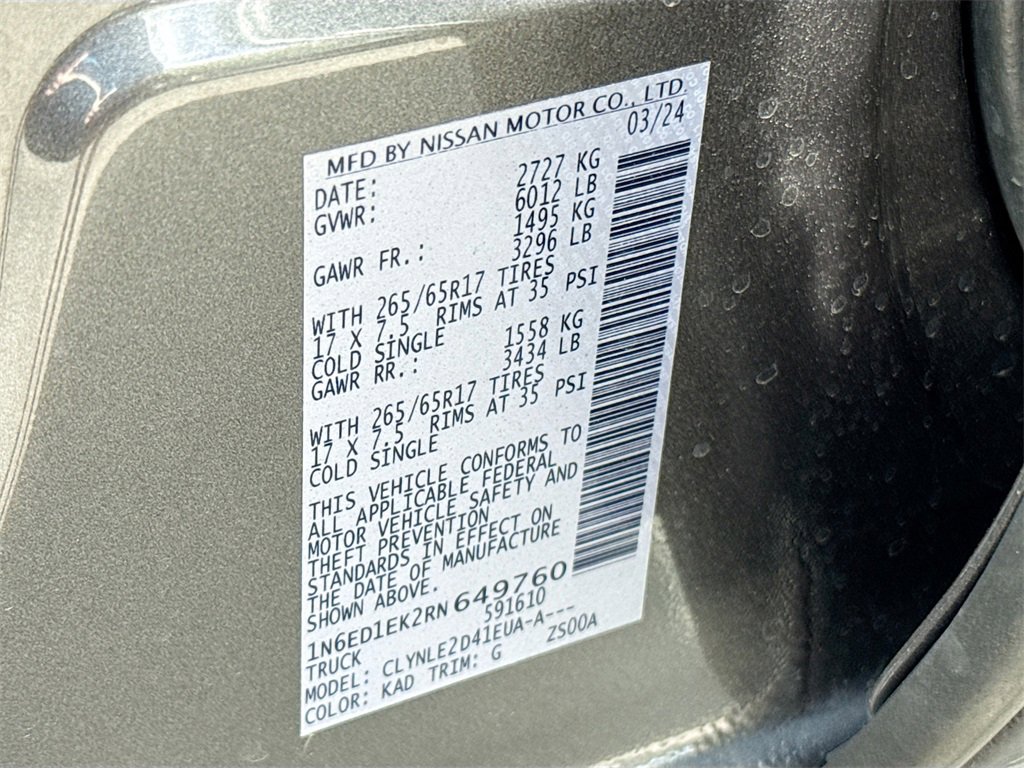 MFD BY NISSAN MOTOR CO., LTD.
DATE: 03/24
GVWR: 2727 KG
6012 LB
GAWR FR.: 1495 KG
3296 LB
WITH 265/65R17 TIRES
17 X 7.5 RIMS AT 35 PSI
COLD SINGLE
GAWR RR.: 1558 KG
3434 LB
WITH 265/65R17 TIRES
17 X 7.5 RIMS AT 35 PSI
COLD SINGLE
THIS VEHICLE CONFORMS TO
ALL APPLICABLE FEDERAL
MOTOR VEHICLE SAFETY AND
THEFT PREVENTION
STANDARDS IN EFFECT ON
THE DATE OF MANUFACTURE
SHOWN ABOVE.
1N6ED1EK2RN649760
TRUCK 591610
MODEL: CLYNLE2D41EUA-A---
COLOR: KAD TRIM: G ZS00A